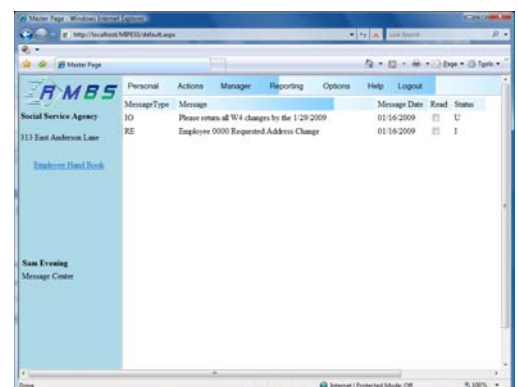 Master Page - Windows Internet Explorer
http://localhost/MIPESS/default.aspx
Live Search
Master Page
Page Tools
RMBS
Personal Actions Manager Reporting Options Help Logout
MessageType Message Message Date Read Status
IO Please return all W4 changes by the 1/29/2009 01/16/2009 U
RE Employee 0000 Requested Address Change 01/16/2009 I
Social Service Agency
313 East Anderson Lane
Employee Hand Book
Sam Evening
Message Center
Done
Internet | Protected Mode: Off
100%